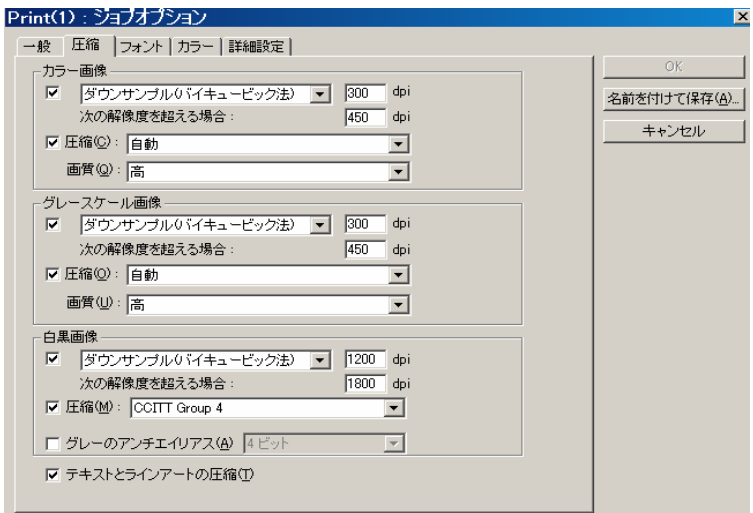 Print(1) : ジョブオプション
一般 圧縮 フォント カラー 詳細設定
OK
名前を付けて保存(A)...
キャンセル
カラー画像
ダウンサンプル(バイキュービック法) 300 dpi
次の解像度を超える場合 : 450 dpi
圧縮(C) : 自動
画質(Q) : 高
グレースケール画像
ダウンサンプル(バイキュービック法) 300 dpi
次の解像度を超える場合 : 450 dpi
圧縮(O) : 自動
画質(U) : 高
白黒画像
ダウンサンプル(バイキュービック法) 1200 dpi
次の解像度を超える場合 : 1800 dpi
圧縮(M) : CCITT Group 4
グレーのアンチエイリアス(A) 4 ビット
テキストとラインアートの圧縮(T)